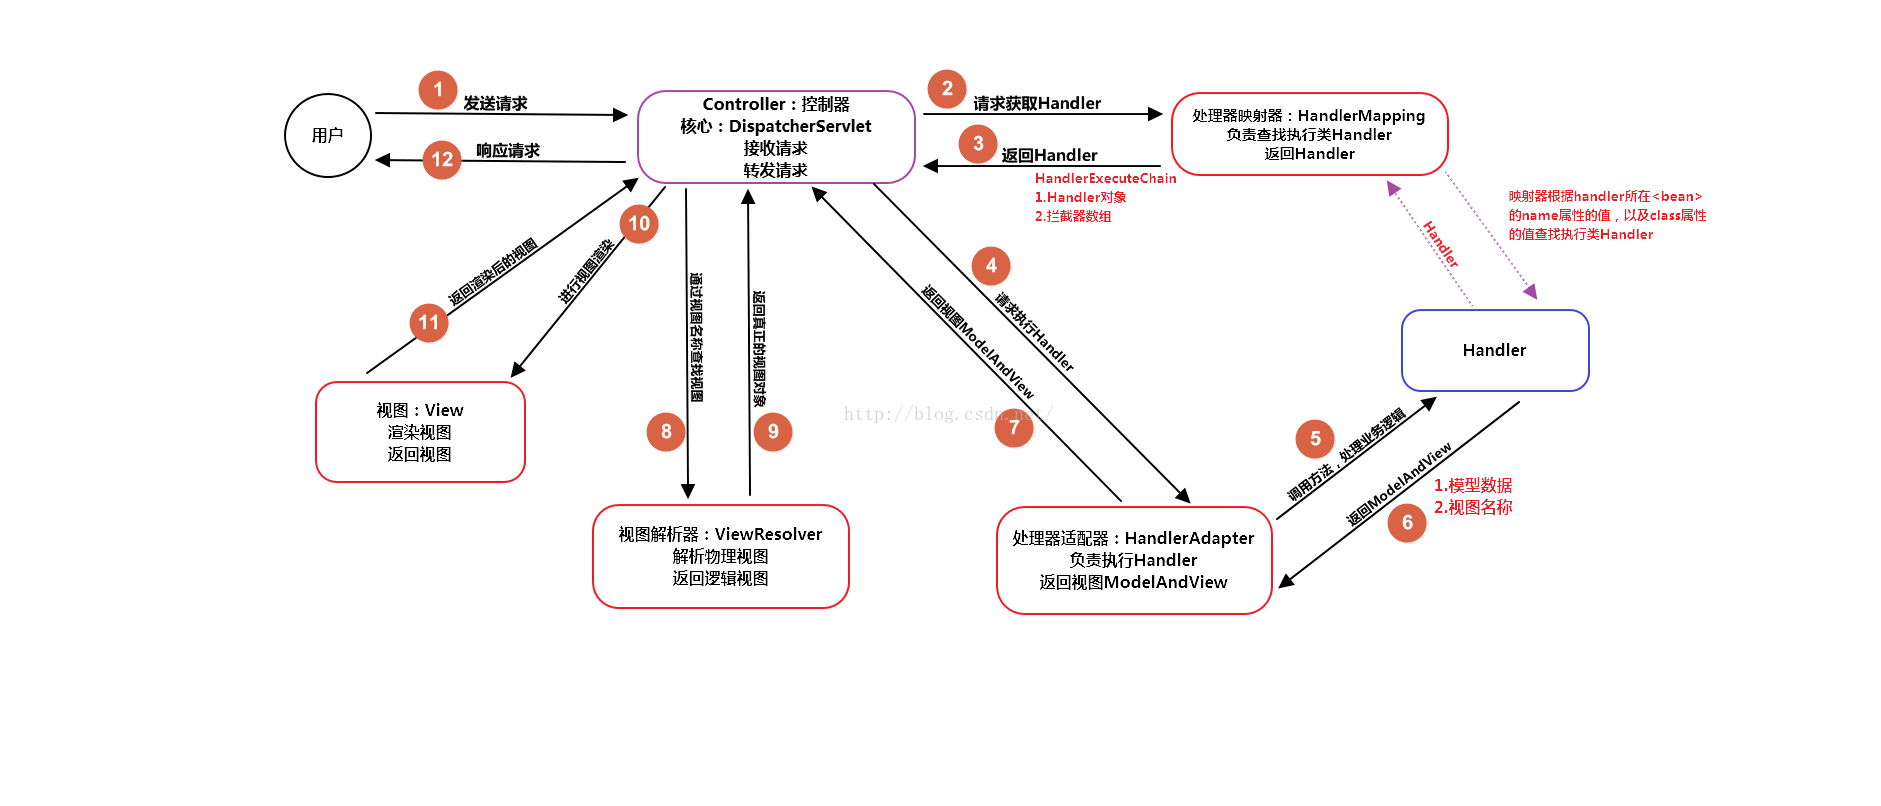 用户
1
发送请求
12
响应请求
Controller：控制器
核心：DispatcherServlet
接收请求
转发请求
2
请求获取Handler
3
返回Handler
HandlerExecuteChain
1.Handler对象
2.拦截器数组
处理器映射器：HandlerMapping
负责查找执行类Handler
返回Handler
映射器根据handler所在<bean>
的name属性的值，以及class属性
的值查找执行类Handler
Handler
Handler
4
请求执行Handler
5
调用方法，处理业务逻辑
返回ModelAndView
6
1.模型数据
2.视图名称
处理器适配器：HandlerAdapter
负责执行Handler
返回视图ModelAndView
返回视图ModelAndView
7
http://blog.csdn.net/
通过视图名称查找视图
8
返回真正的视图对象
9
视图解析器：ViewResolver
解析物理视图
返回逻辑视图
10
进行视图渲染
返回渲染后的视图
11
视图：View
渲染视图
返回视图